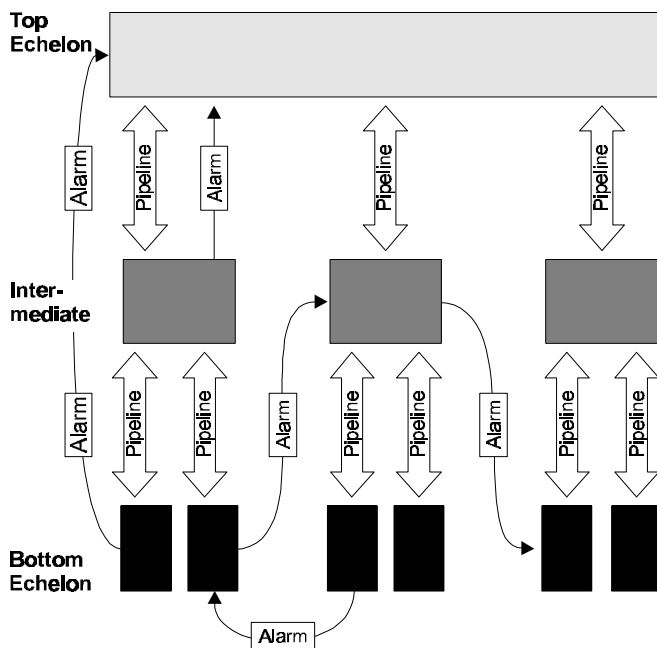 Top
Echelon
Alarm
Pipeline
Alarm
Pipeline
Pipeline
Inter-
mediate
Alarm
Pipeline
Pipeline
Alarm
Pipeline
Pipeline
Alarm
Pipeline
Pipeline
Bottom
Echelon
Alarm